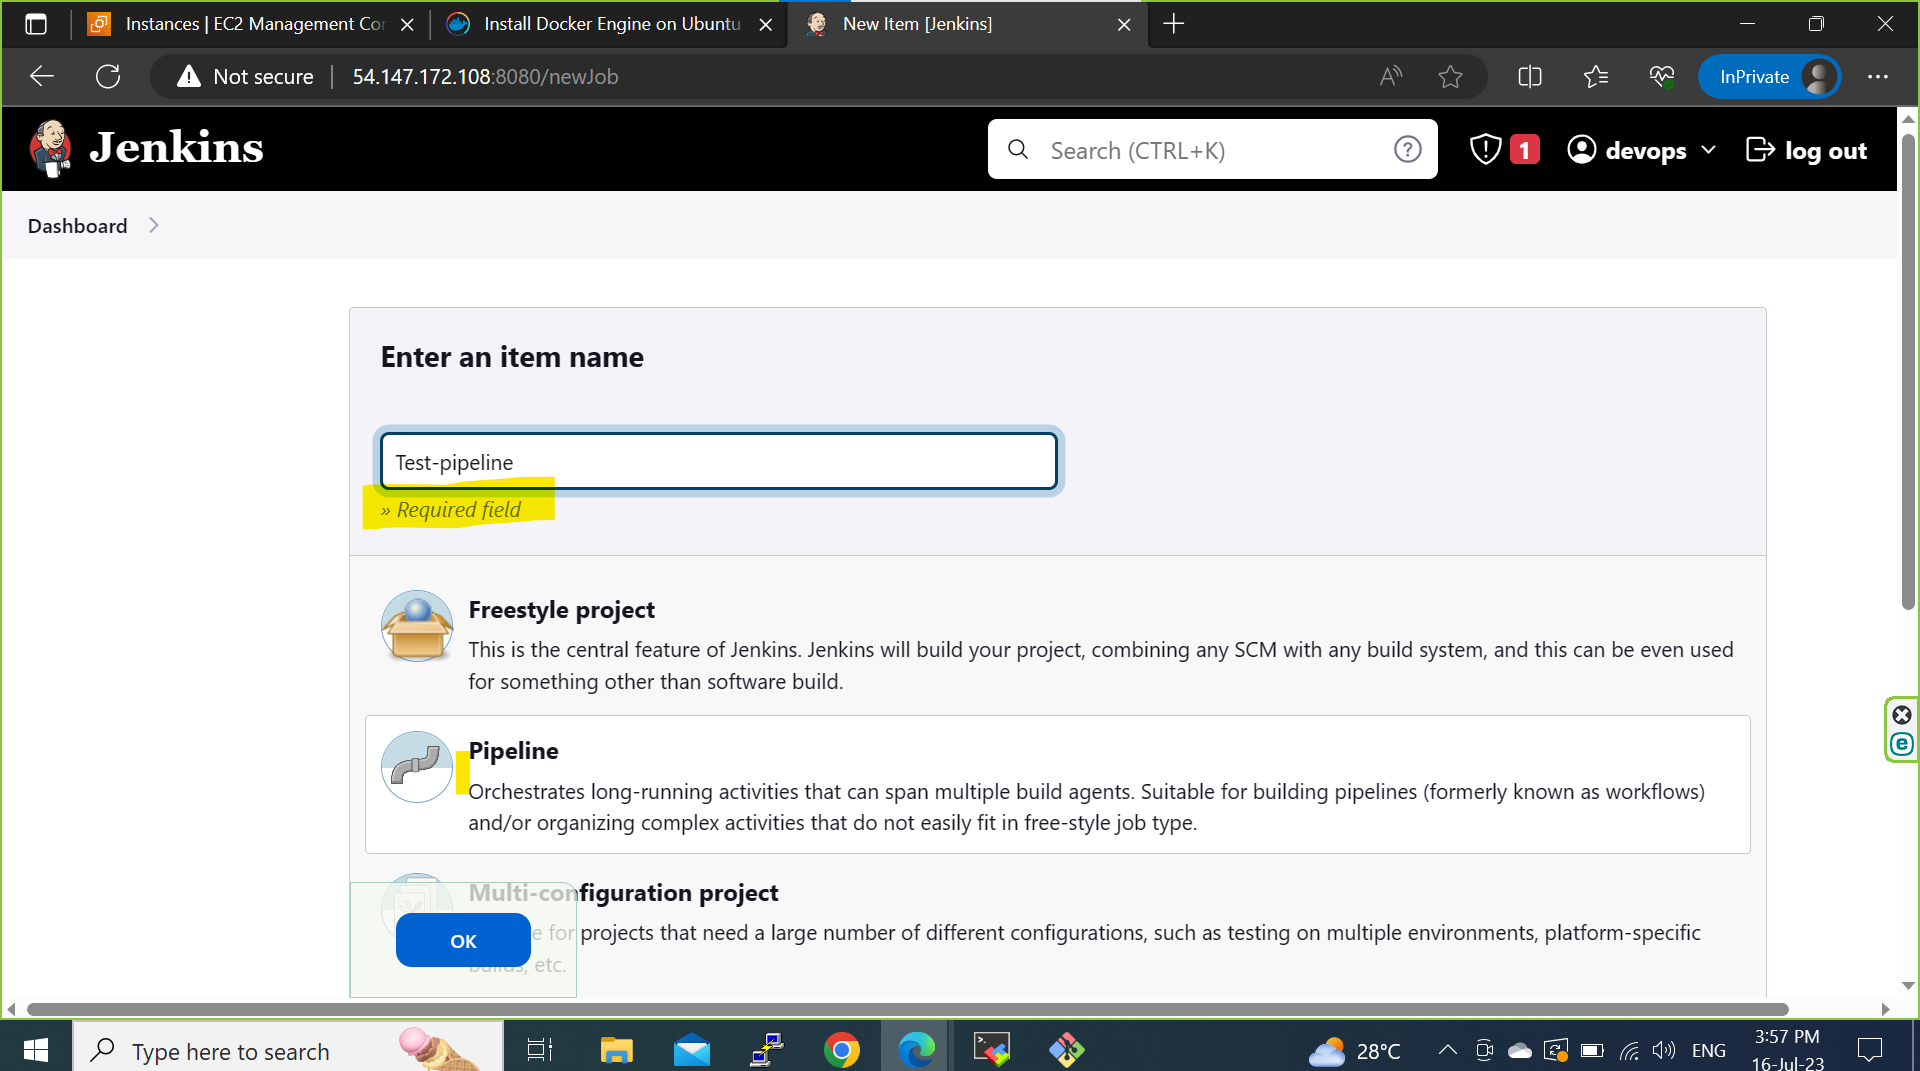 Instances | EC2 Management Cor
Install Docker Engine on Ubuntu
New Item [Jenkins]
Not secure
54.147.172.108:8080/newJob
InPrivate
Jenkins
Search (CTRL+K)
1
devops
log out
Dashboard
Enter an item name
Test-pipeline
» Required field
Freestyle project
This is the central feature of Jenkins. Jenkins will build your project, combining any SCM with any build system, and this can be even used
for something other than software build.
Pipeline
Orchestrates long-running activities that can span multiple build agents. Suitable for building pipelines (formerly known as workflows)
and/or organizing complex activities that do not easily fit in free-style job type.
Multi-configuration project
e for projects that need a large number of different configurations, such as testing on multiple environments, platform-specific
builds, etc.
OK
Type here to search
28°C
ENG
3:57 PM
16-Jul-23